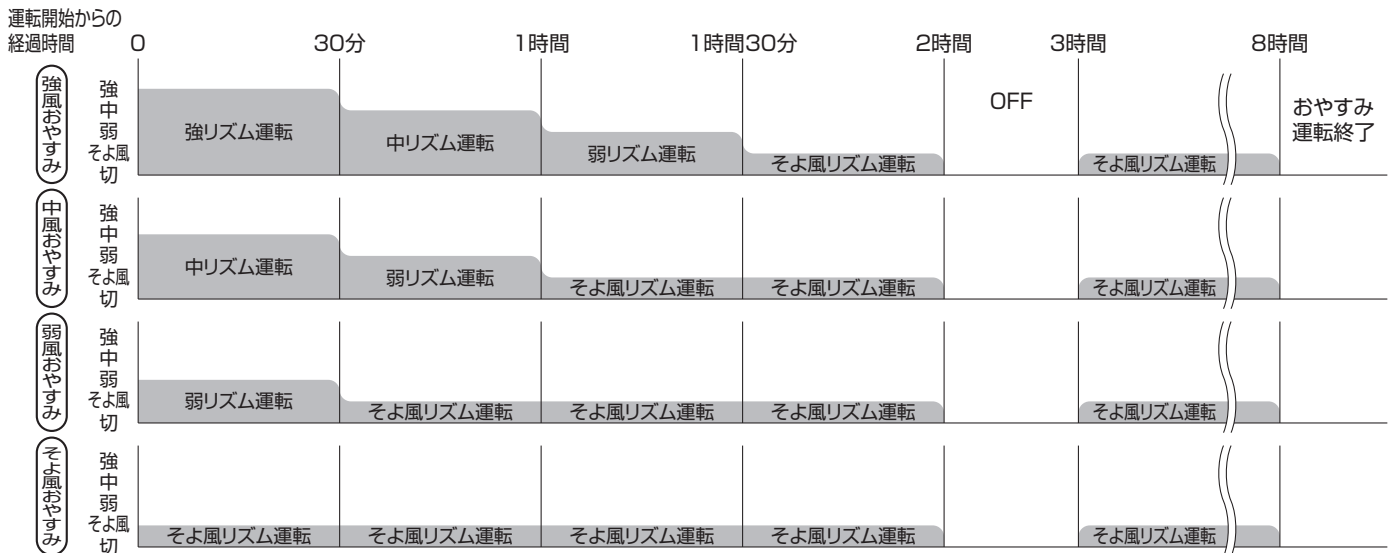 運転開始からの
経過時間 0 30分 1時間 1時間30分 2時間 3時間 8時間
強風おやすみ
強
中
弱
そよ風
切
強リズム運転
中リズム運転
弱リズム運転
そよ風リズム運転
OFF
そよ風リズム運転
おやすみ
運転終了
中風おやすみ
強
中
弱
そよ風
切
中リズム運転
弱リズム運転
そよ風リズム運転
そよ風リズム運転
そよ風リズム運転
弱風おやすみ
強
中
弱
そよ風
切
弱リズム運転
そよ風リズム運転
そよ風リズム運転
そよ風リズム運転
そよ風リズム運転
そよ風おやすみ
強
中
弱
そよ風
切
そよ風リズム運転
そよ風リズム運転
そよ風リズム運転
そよ風リズム運転
そよ風リズム運転